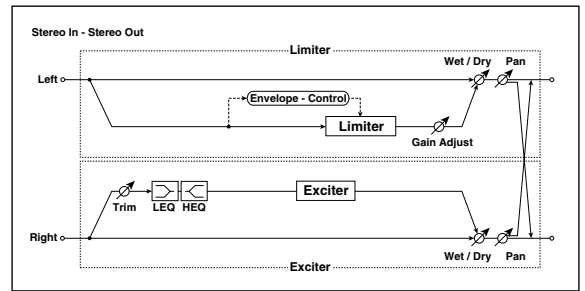 Stereo In - Stereo Out
Limiter
Wet / Dry Pan
Left
Envelope - Control
Limiter
Gain Adjust
Exciter
Trim LEQ HEQ
Right
Wet / Dry Pan
Exciter